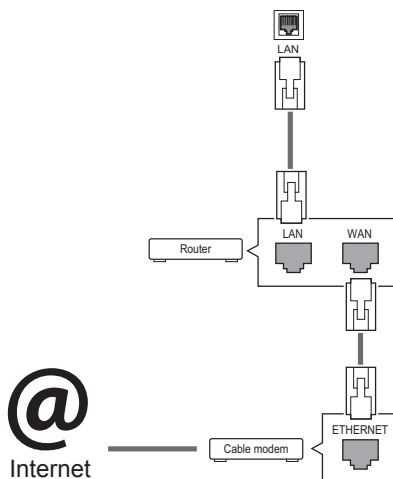 LAN
LAN
WAN
Router
ETHERNET
@
Cable modem
Internet